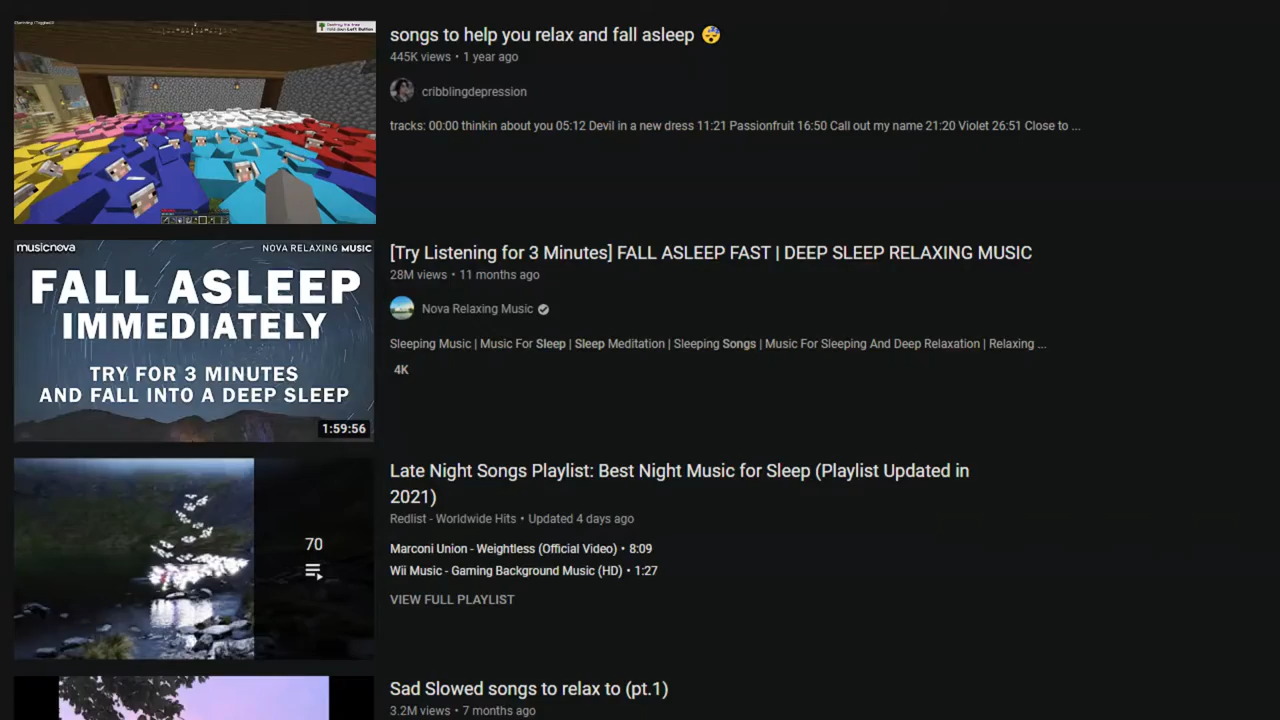 songs to help you relax and fall asleep 😴
445K views • 1 year ago
cribblingdepression
tracks: 00:00 thinkin about you 05:12 Devil in a new dress 11:21 Passionfruit 16:50 Call out my name 21:20 Violet 26:51 Close to ...
musicnova
NOVA RELAXING MUSIC
FALL ASLEEP
IMMEDIATELY
TRY FOR 3 MINUTES
AND FALL INTO A DEEP SLEEP
1:59:56
[Try Listening for 3 Minutes] FALL ASLEEP FAST | DEEP SLEEP RELAXING MUSIC
28M views • 11 months ago
Nova Relaxing Music
Sleeping Music | Music For Sleep | Sleep Meditation | Sleeping Songs | Music For Sleeping And Deep Relaxation | Relaxing ...
4K
70
Late Night Songs Playlist: Best Night Music for Sleep (Playlist Updated in
2021)
Redlist - Worldwide Hits • Updated 4 days ago
Marconi Union - Weightless (Official Video) • 8:09
Wii Music - Gaming Background Music (HD) • 1:27
VIEW FULL PLAYLIST
Sad Slowed songs to relax to (pt.1)
3.2M views • 7 months ago